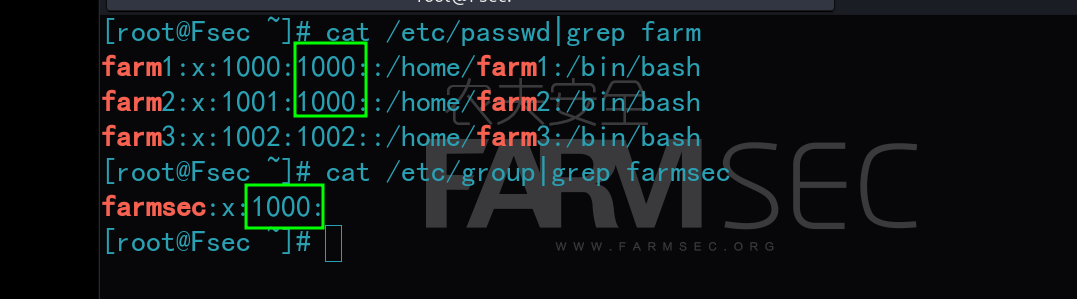 [root@Fsec ~]# cat /etc/passwd|grep farm
farm1:x:1000:1000::/home/farm1:/bin/bash
farm2:x:1001:1000::/home/farm2:/bin/bash
farm3:x:1002:1002::/home/farm3:/bin/bash
[root@Fsec ~]# cat /etc/group|grep farmsec
farmsec:x:1000:
[root@Fsec ~]#
农大安全
FARMSEC
WWW.FARMSEC.ORG